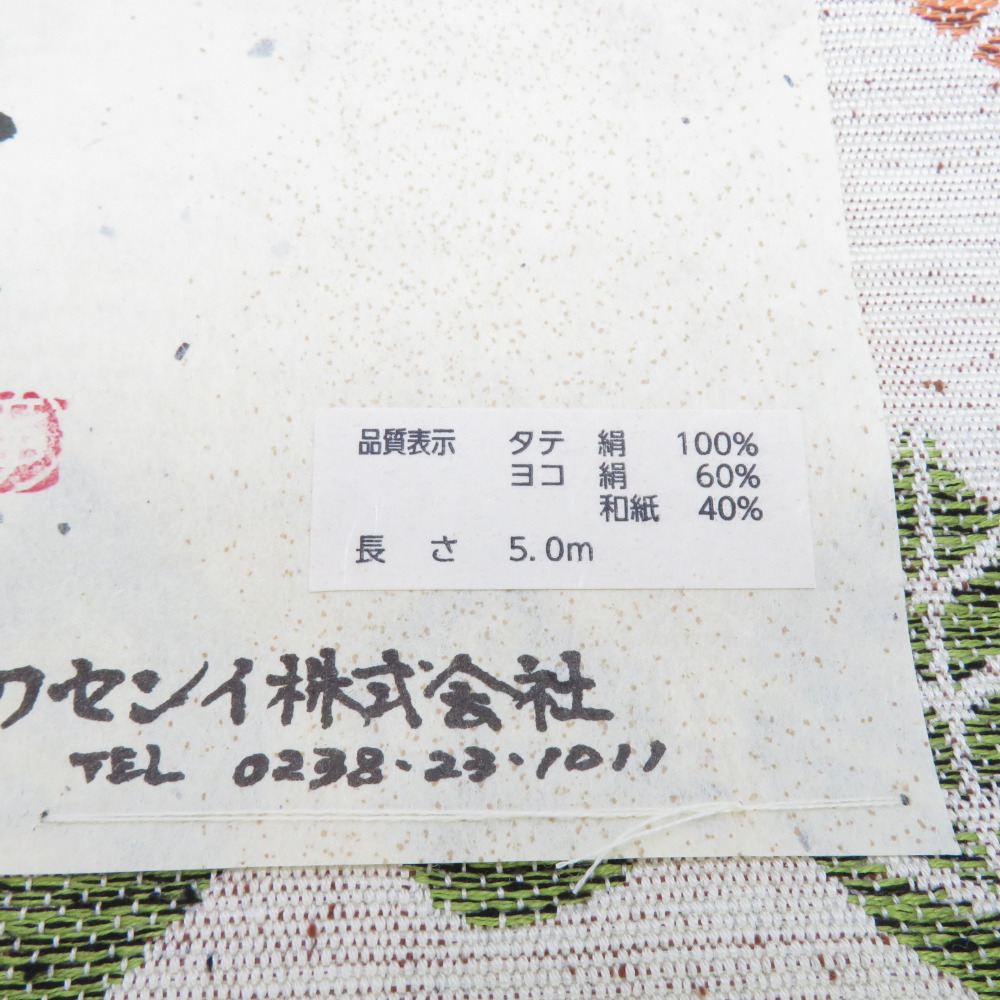 品質表示 タテ 絹 100%
ヨコ 絹 60%
和紙 40%
長さ 5.0m
センイ株式会社
TEL 0238・23・1011